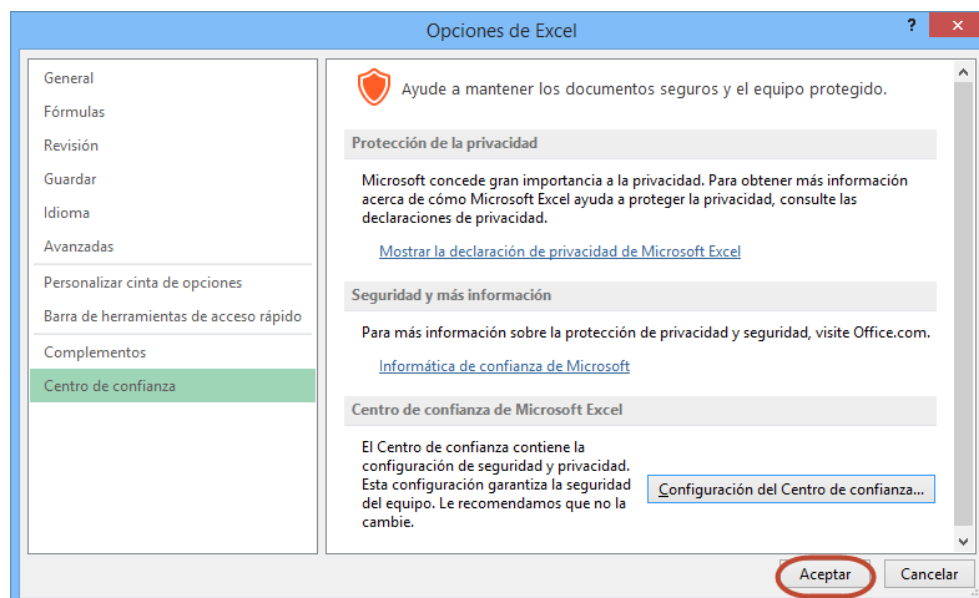 Opciones de Excel
?
General
Fórmulas
Revisión
Guardar
Idioma
Avanzadas
Personalizar cinta de opciones
Barra de herramientas de acceso rápido
Complementos
Centro de confianza
Ayude a mantener los documentos seguros y el equipo protegido.
Protección de la privacidad
Microsoft concede gran importancia a la privacidad. Para obtener más información
acerca de cómo Microsoft Excel ayuda a proteger la privacidad, consulte las
declaraciones de privacidad.
Mostrar la declaración de privacidad de Microsoft Excel
Seguridad y más información
Para más información sobre la protección de privacidad y seguridad, visite Office.com.
Informática de confianza de Microsoft
Centro de confianza de Microsoft Excel
El Centro de confianza contiene la
configuración de seguridad y privacidad.
Esta configuración garantiza la seguridad
del equipo. Le recomendamos que no la
cambie.
Configuración del Centro de confianza...
Aceptar
Cancelar